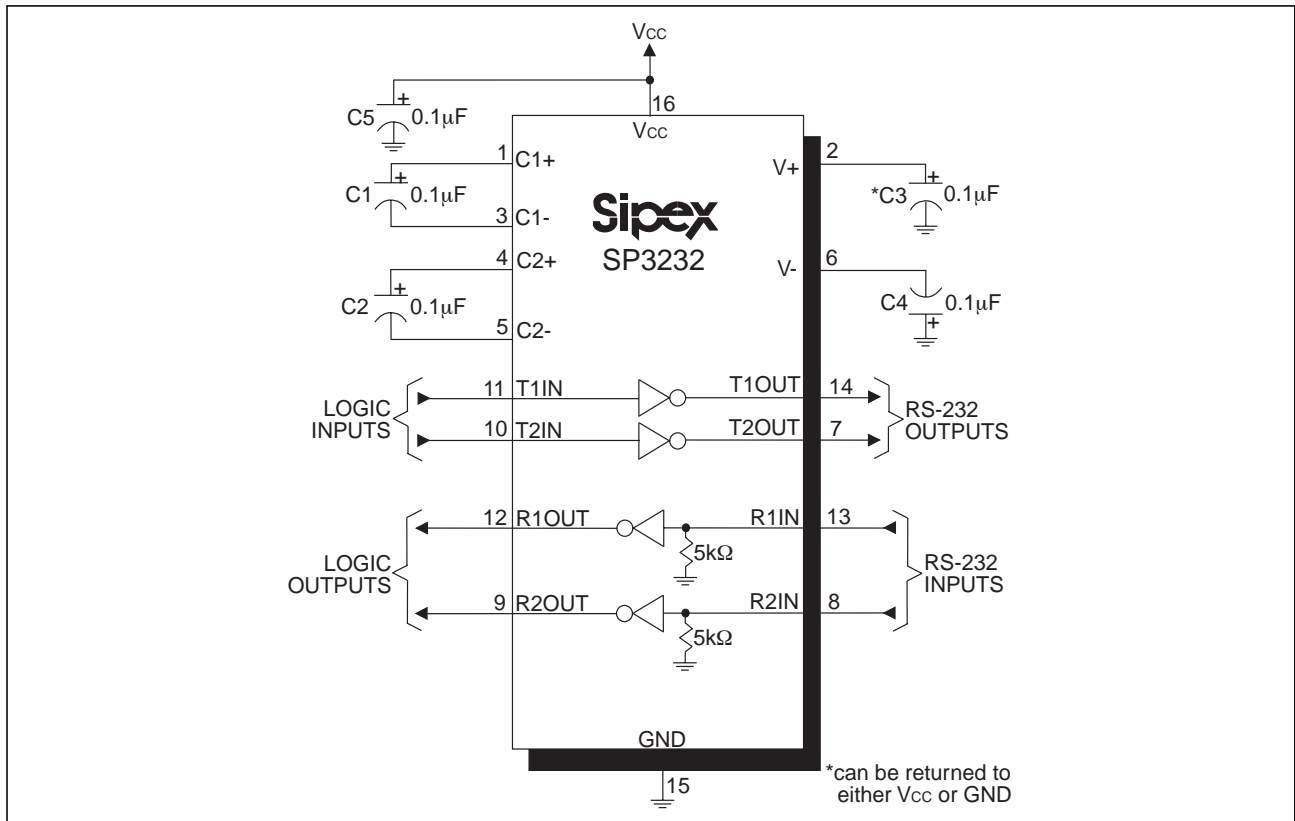 Vcc
16
Vcc
C5
+
0.1μF
1
C1+
C1
+
0.1μF
3
C1-
4
C2+
C2
+
0.1μF
5
C2-
Sipex
SP3232
2
V+
*C3
+
0.1μF
6
V-
C4
0.1μF
+
LOGIC
INPUTS
11
T1IN
T1OUT
14
10
T2IN
T2OUT
7
RS-232
OUTPUTS
LOGIC
OUTPUTS
12
R1OUT
R1IN
13
5kΩ
9
R2OUT
R2IN
8
5kΩ
RS-232
INPUTS
GND
15
*can be returned to
either Vcc or GND